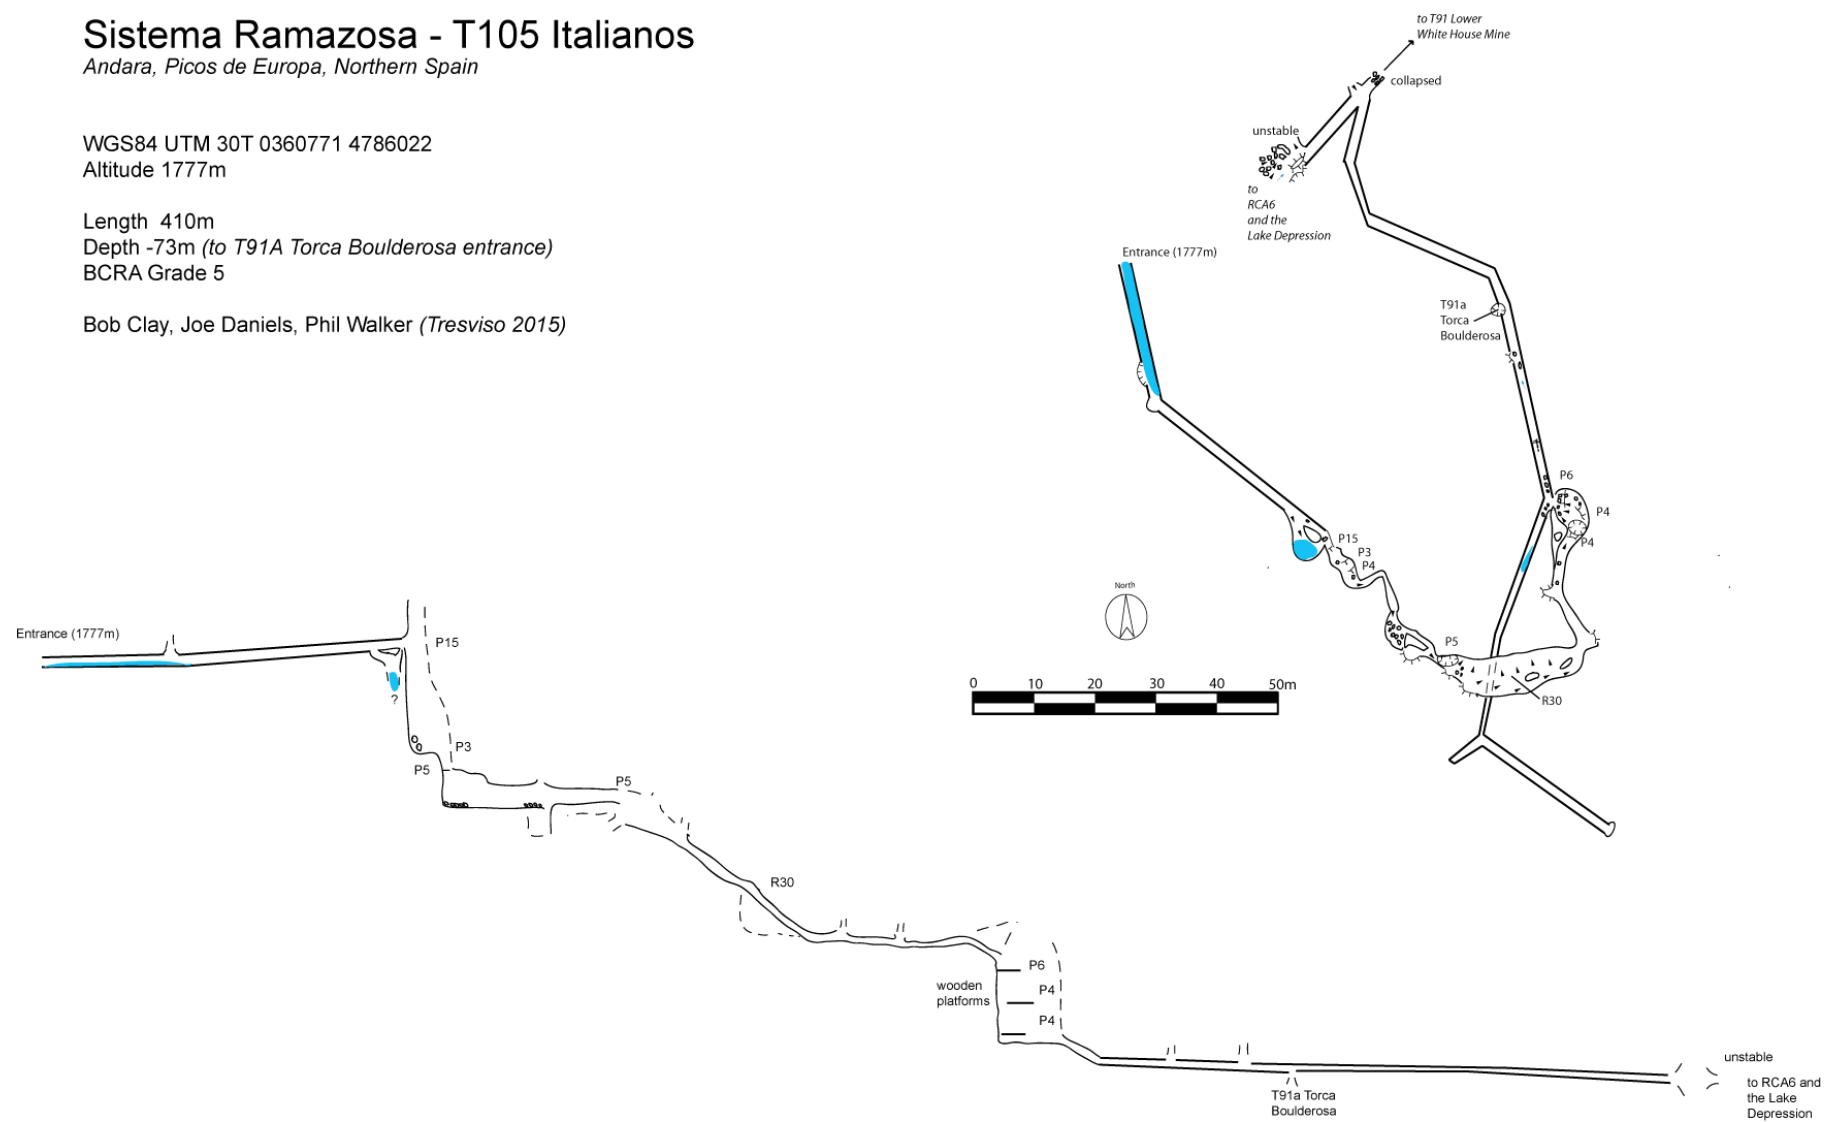 Sistema Ramazosa - T105 Italianos
Andara, Picos de Europa, Northern Spain
WGS84 UTM 30T 0360771 4786022
Altitude 1777m
Length 410m
Depth -73m (to T91A Torca Boulderosa entrance)
BCRA Grade 5
Bob Clay, Joe Daniels, Phil Walker (Tresviso 2015)
to T91 Lower
White House Mine
collapsed
unstable
to
RCA6
and the
Lake Depression
Entrance (1777m)
T91a
Torca
Boulderosa
P6
P4
P4
P15
P3
P4
P5
R30
North
0 10 20 30 40 50m
Entrance (1777m)
P15
?
P3
P5
P5
R30
P6
wooden
platforms
P4
P4
T91a Torca
Boulderosa
unstable
to RCA6 and
the Lake
Depression